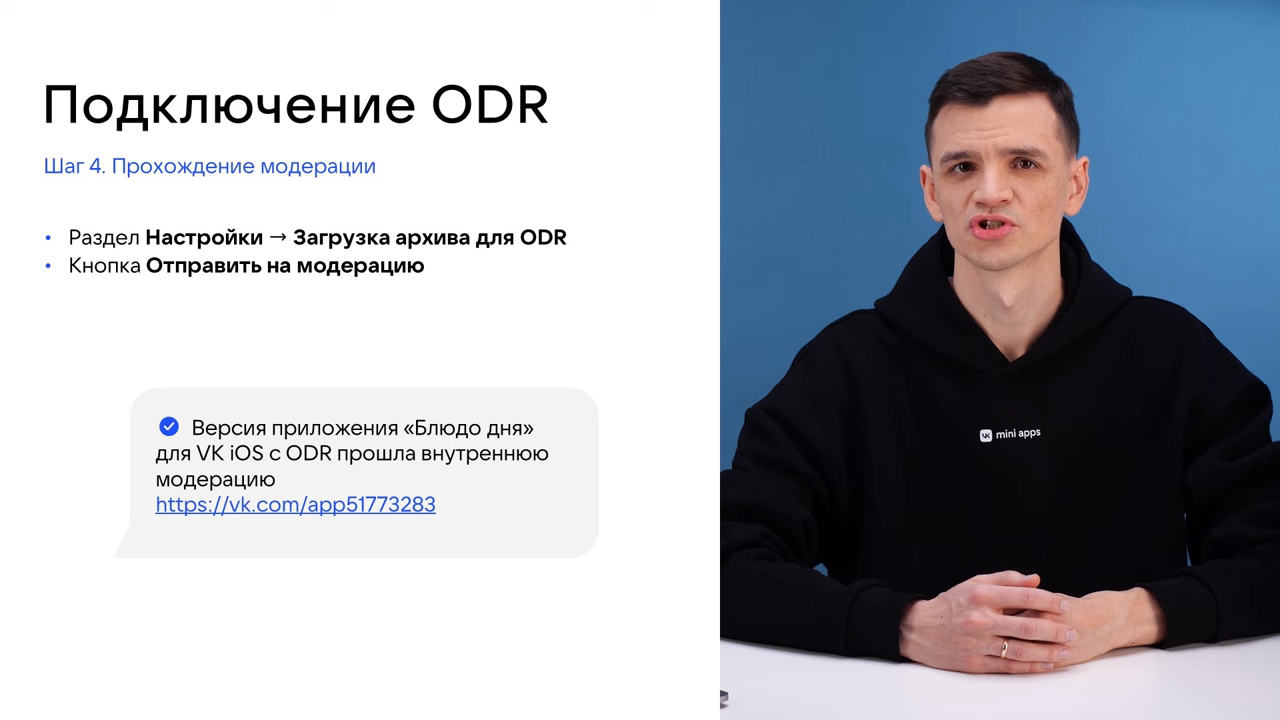 Подключение ODR
Шаг 4. Прохождение модерации
• Раздел Настройки → Загрузка архива для ODR
• Кнопка Отправить на модерацию
Версия приложения «Блюдо дня»
для VK iOS с ODR прошла внутреннюю
модерацию
https://vk.com/app51773283
VK mini apps